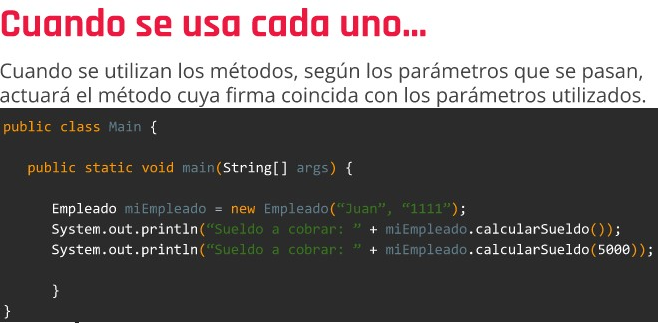 Cuando se usa cada uno...
Cuando se utilizan los métodos, según los parámetros que se pasan,
actuará el método cuya firma coincida con los parámetros utilizados.
public class Main {
public static void main(String[] args) {
Empleado miEmpleado = new Empleado(“Juan”, “1111”);
System.out.println(“Sueldo a cobrar: ” + miEmpleado.calcularSueldo());
System.out.println(“Sueldo a cobrar: ” + miEmpleado.calcularSueldo(5000));
}
}